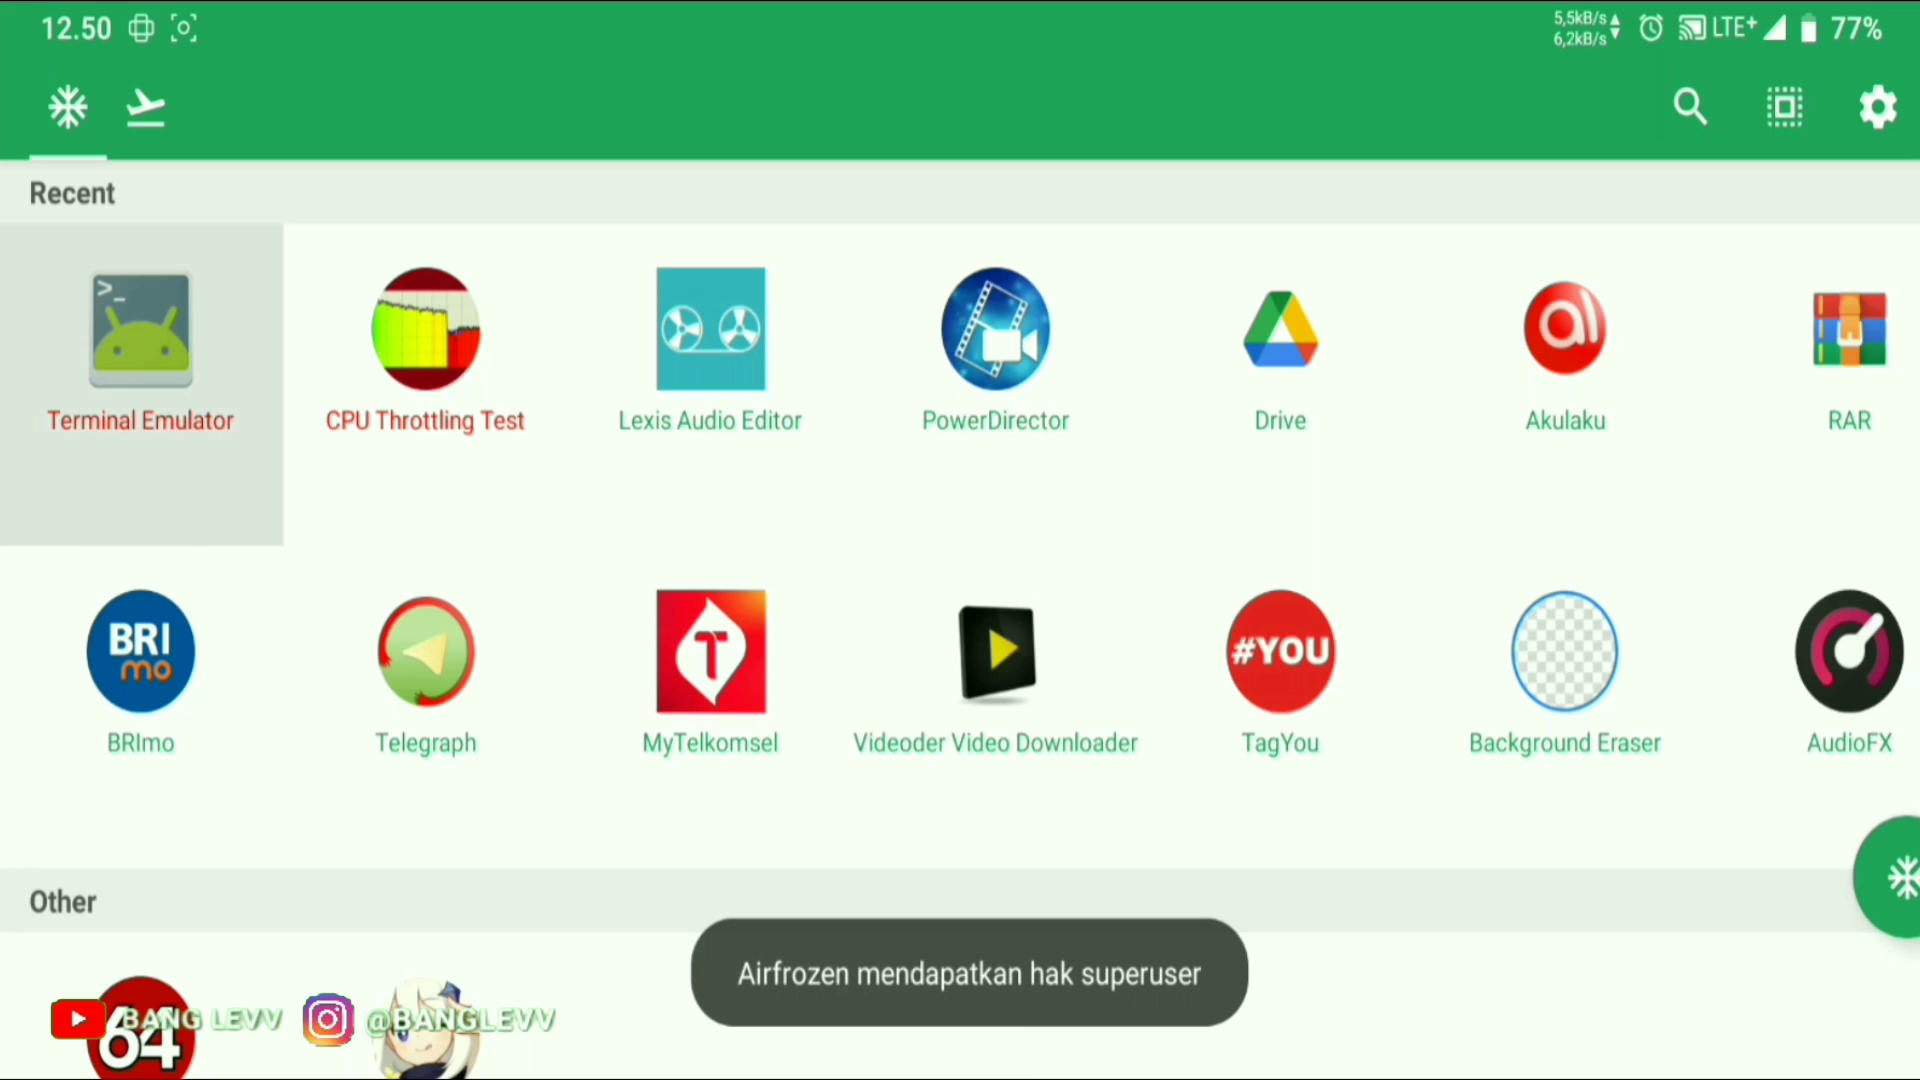 12.50
5,5kB/s
6,2kB/s
LTE+
77%
Recent
>_
al
Terminal Emulator
CPU Throttling Test
Lexis Audio Editor
PowerDirector
Drive
Akulaku
RAR
BRI
mo
T
#YOU
BRImo
Telegraph
MyTelkomsel
Videoder Video Downloader
TagYou
Background Eraser
AudioFX
Other
Airfrozen mendapatkan hak superuser
64
BANG LEVV
@BANGLEVV